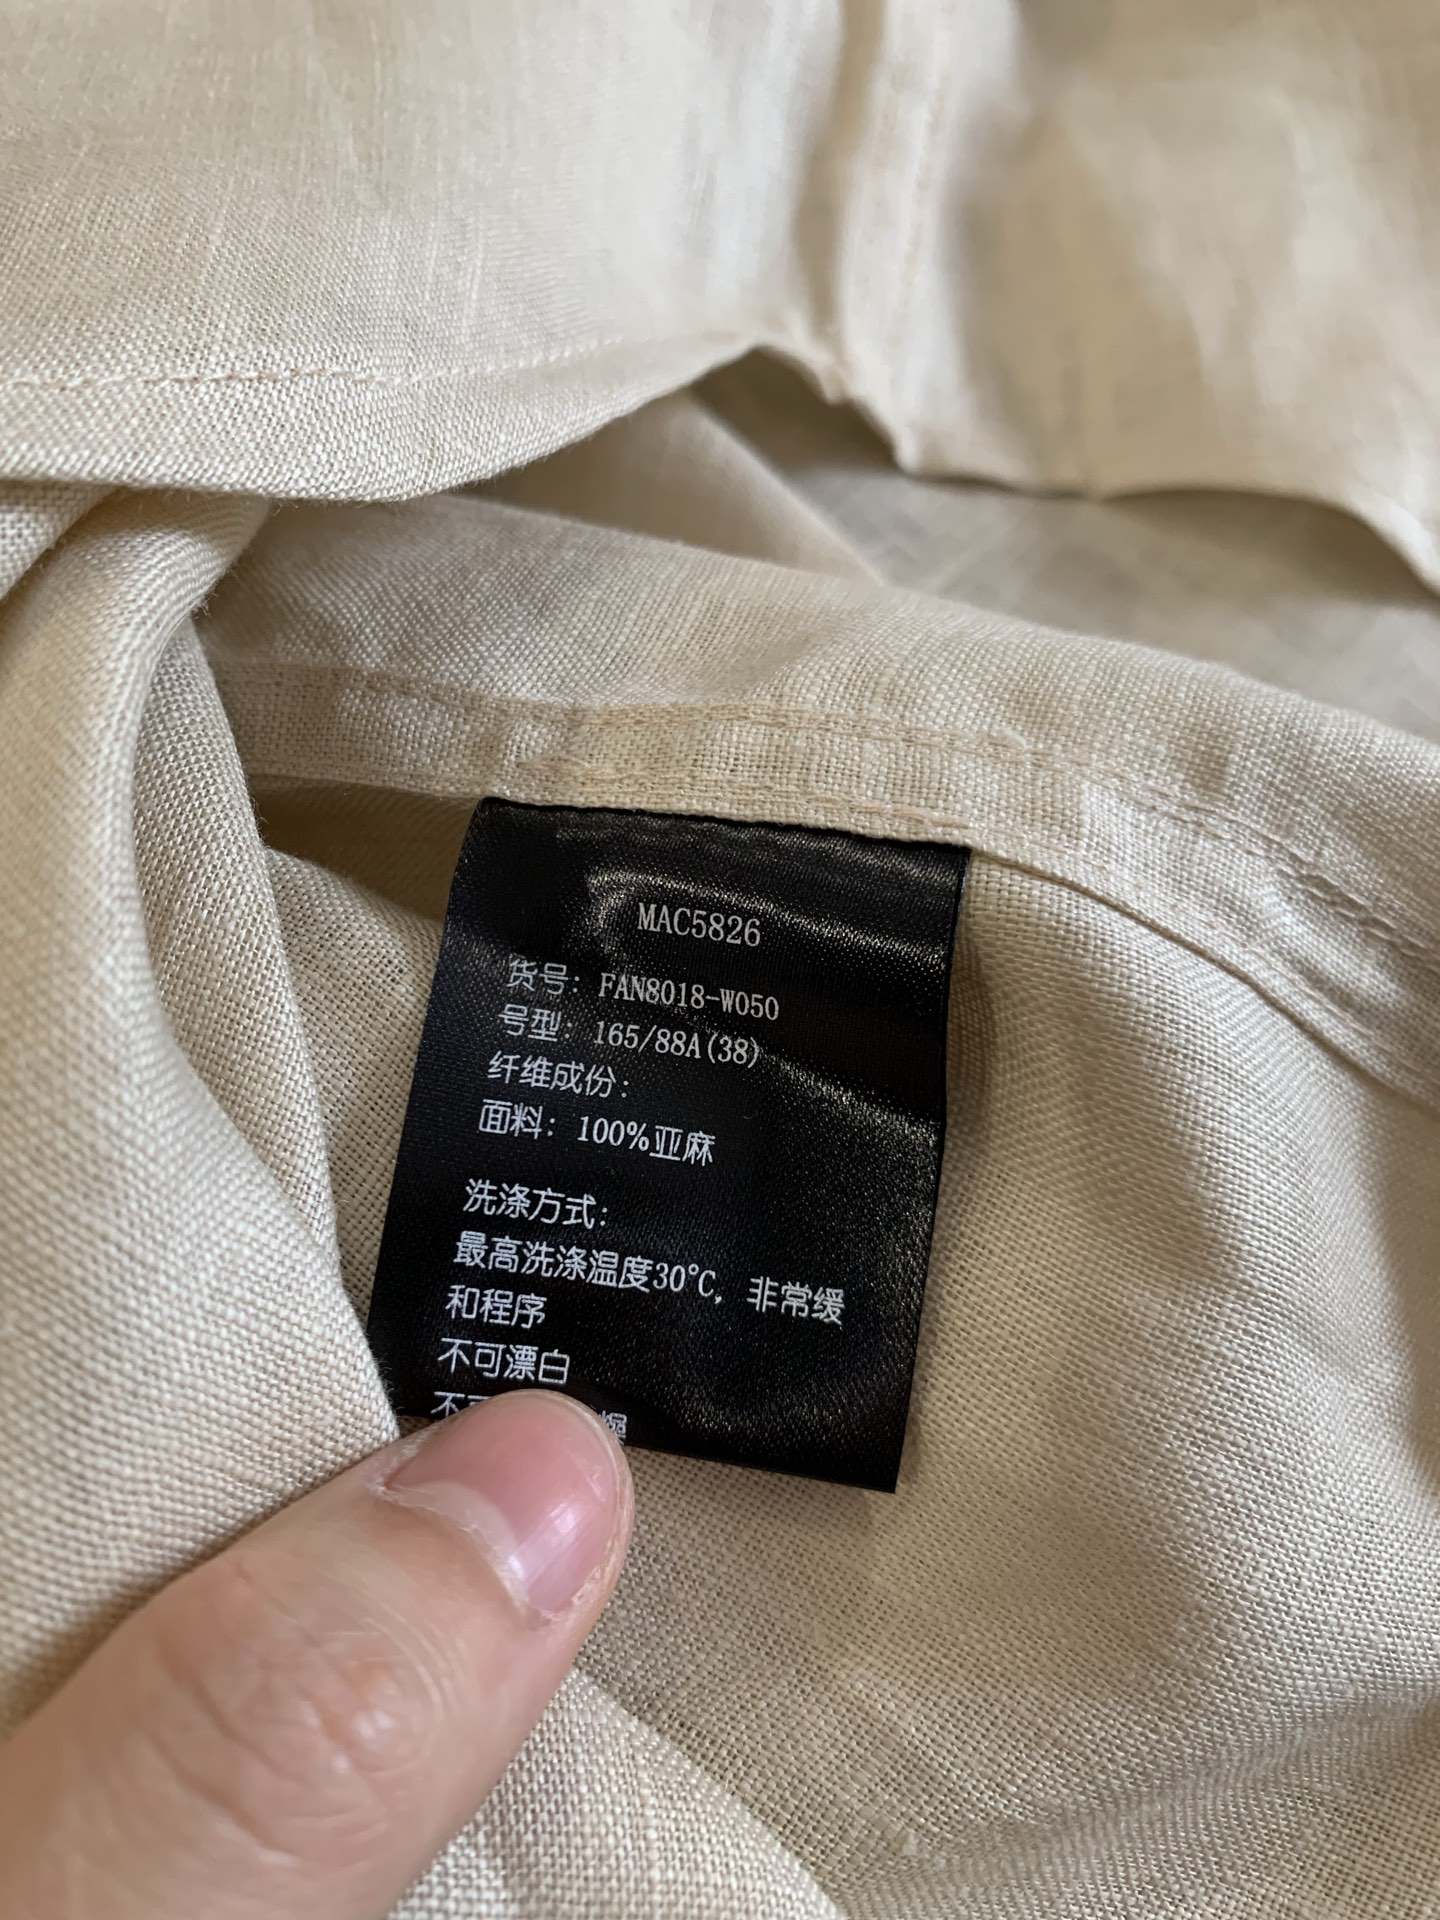 MAC5826
货号: FAN8018-W050
号型: 165/88A(38)
纤维成份:
面料: 100%亚麻
洗涤方式:
最高洗涤温度30℃, 非常缓
和程序
不可漂白
不